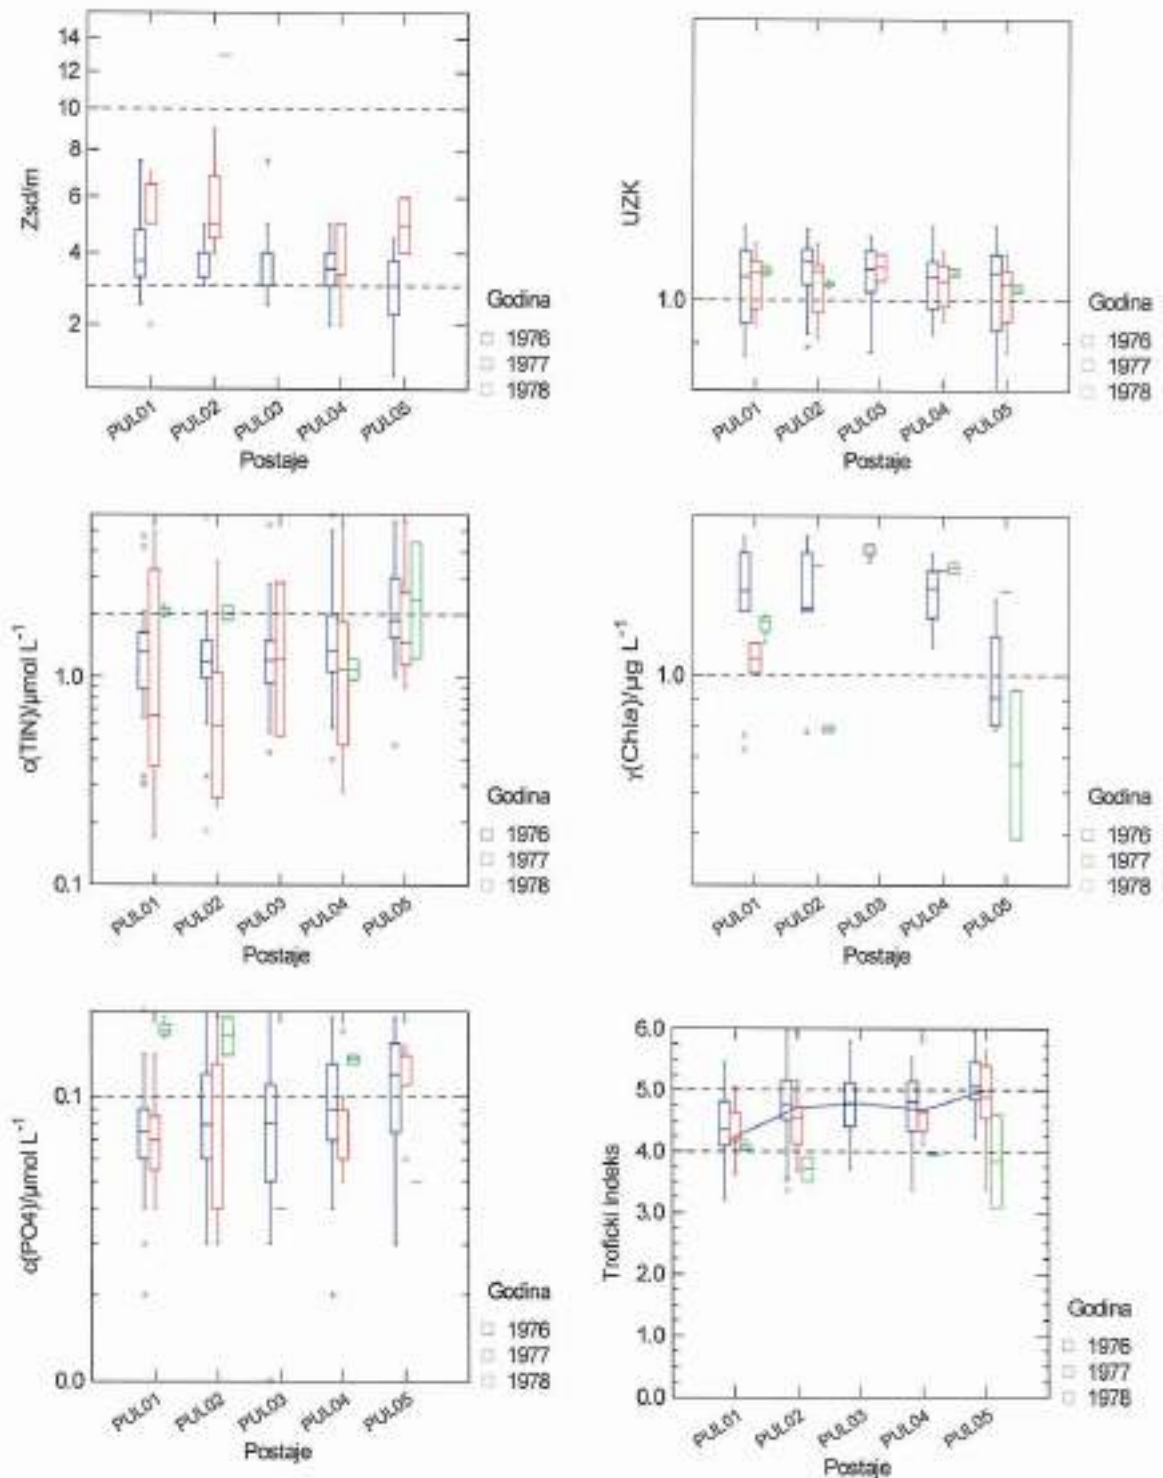 Zsd/m
14
12
10
8
6
4
2
PUL01
PUL02
PUL03
PUL04
PUL05
Postaje
Godina
1976
1977
1978
UZK
1.0
PUL01
PUL02
PUL03
PUL04
PUL05
Postaje
Godina
1976
1977
1978
c(TIN)/µmol L⁻¹
1.0
0.1
PUL01
PUL02
PUL03
PUL04
PUL05
Postaje
Godina
1976
1977
1978
γ(Chla)/µg L⁻¹
1.0
PUL01
PUL02
PUL03
PUL04
PUL05
Postaje
Godina
1976
1977
1978
c(PO4)/µmol L⁻¹
0.1
0.0
PUL01
PUL02
PUL03
PUL04
PUL05
Postaje
Godina
1976
1977
1978
Trofički indeks
6.0
5.0
4.0
3.0
2.0
1.0
0.0
PUL01
PUL02
PUL03
PUL04
PUL05
Postaje
Godina
1976
1977
1978